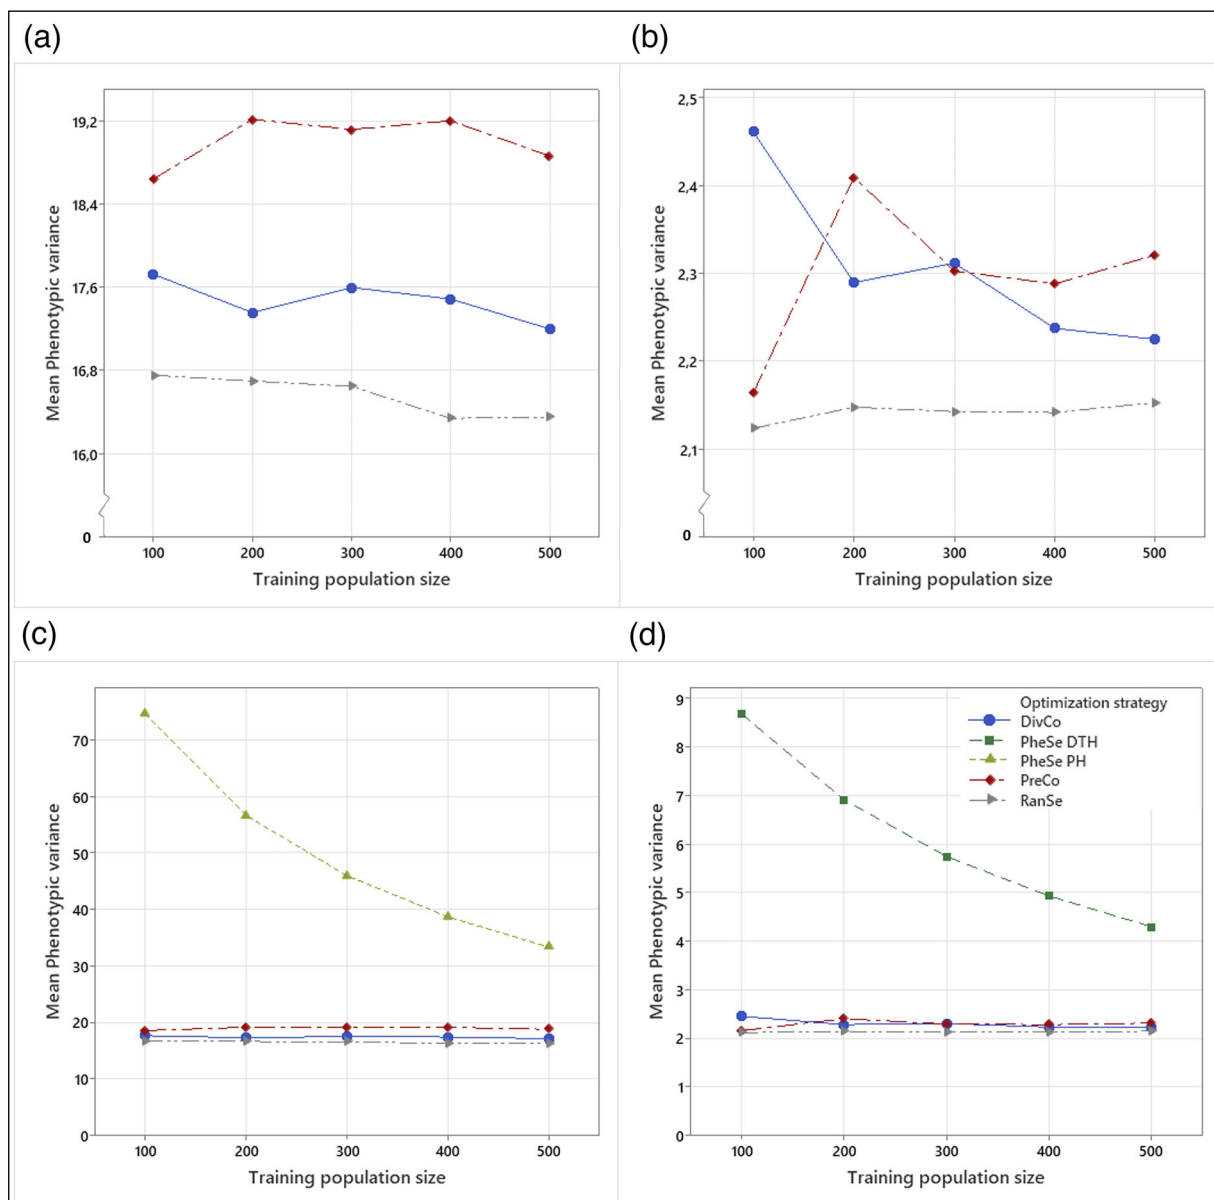 (a)
Mean Phenotypic variance
19,2
18,4
17,6
16,8
16,0
0
100 200 300 400 500
Training population size
(b)
Mean Phenotypic variance
2,5
2,4
2,3
2,2
2,1
0
100 200 300 400 500
Training population size
(c)
Mean Phenotypic variance
70
60
50
40
30
20
10
0
100 200 300 400 500
Training population size
(d)
Mean Phenotypic variance
9
8
7
6
5
4
3
2
1
0
100 200 300 400 500
Training population size
Optimization strategy
DivCo
PheSe DTH
PheSe PH
PreCo
RanSe